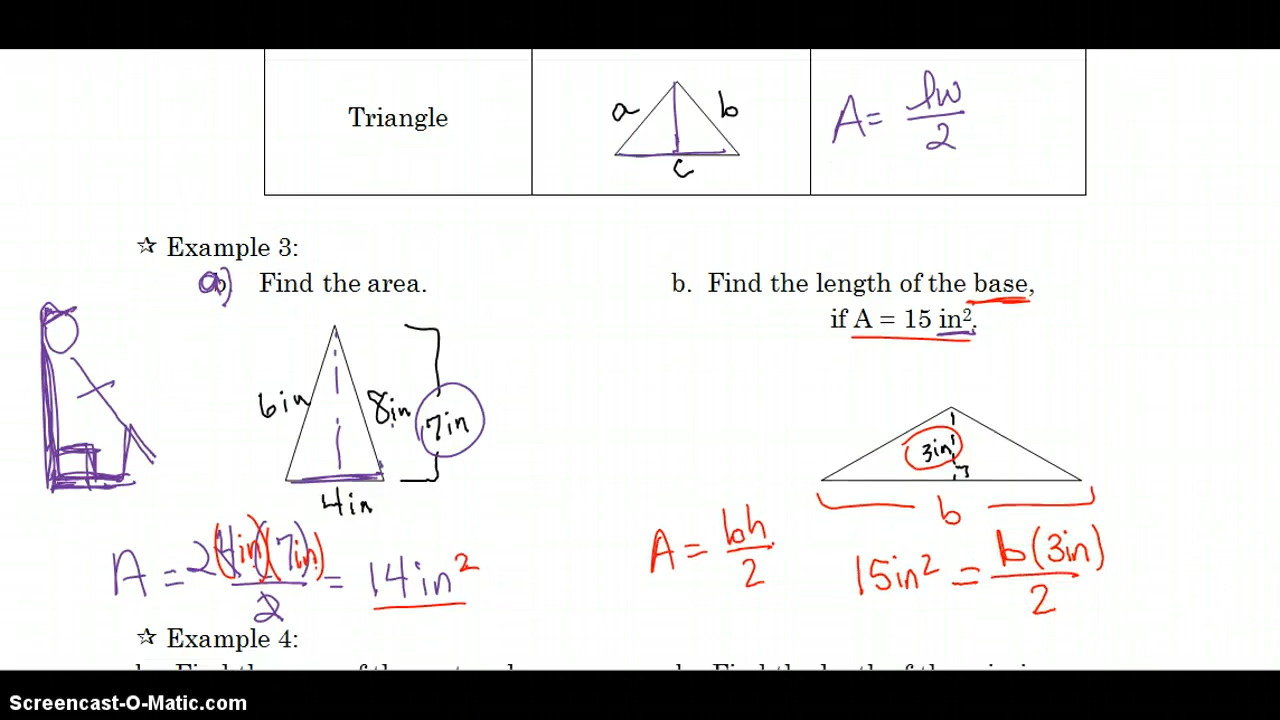 Triangle
a
b
c
A = lw/2
☆ Example 3:
a) Find the area.
b. Find the length of the base,
if A = 15 in².
6in
8in
7in
4in
3in
b
A = 2(4in)(7in)/2 = 14in²
A = bh/2
15in² = b(3in)/2
☆ Example 4:
Screencast-O-Matic.com